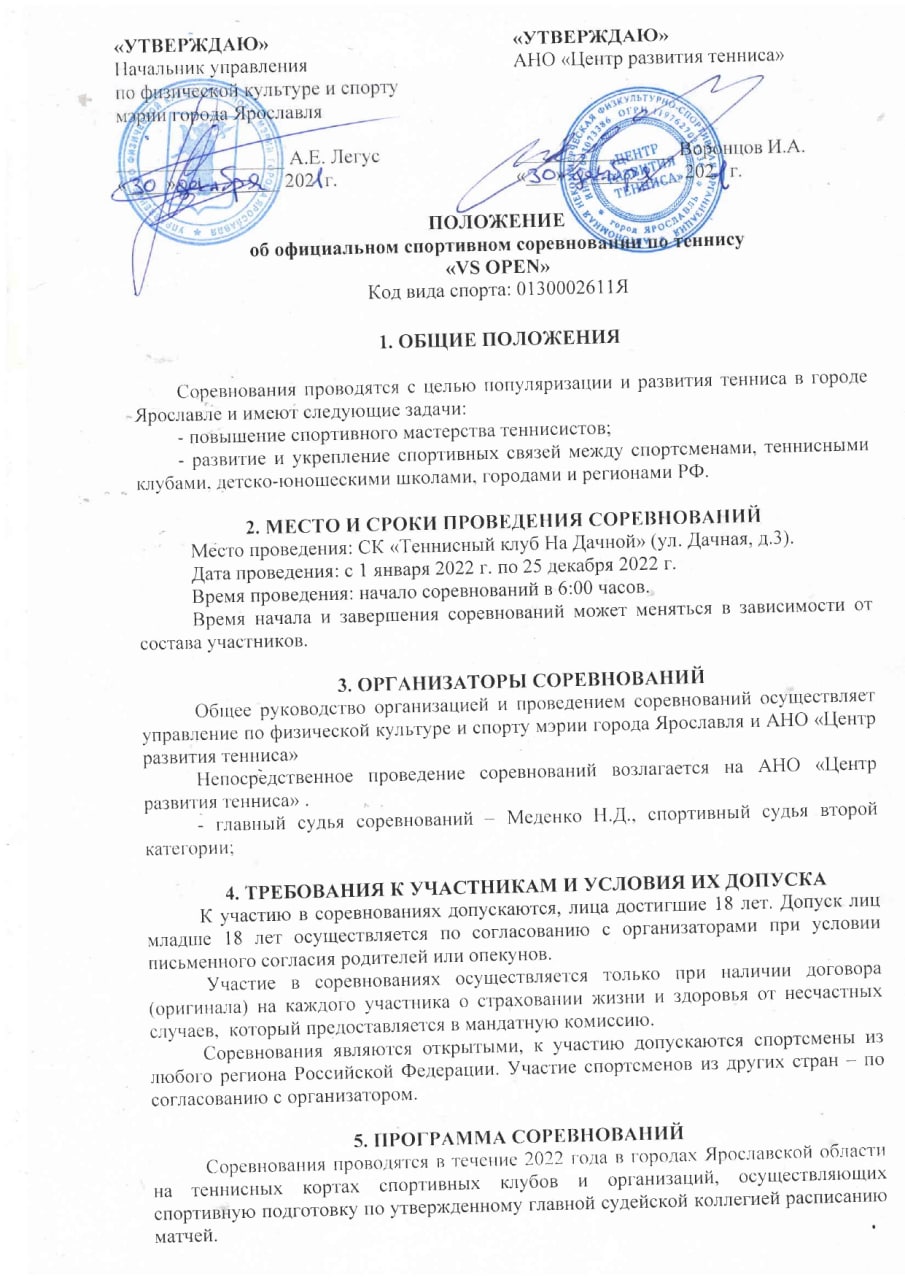 «УТВЕРЖДАЮ»
Начальник управления
по физической культуре и спорту
мэрии города Ярославля
А.Е. Легус
«30» декабря 2021 г.
«УТВЕРЖДАЮ»
АНО «Центр развития тенниса»
Воронцов И.А.
«30» декабря 2021 г.
ЦЕНТР
РАЗВИТИЯ
ТЕННИСА»
город ЯРОСЛАВЛЬ
ПОЛОЖЕНИЕ
об официальном спортивном соревновании по теннису
«VS OPEN»
Код вида спорта: 0130002611Я
1. ОБЩИЕ ПОЛОЖЕНИЯ
Соревнования проводятся с целью популяризации и развития тенниса в городе
Ярославле и имеют следующие задачи:
- повышение спортивного мастерства теннисистов;
- развитие и укрепление спортивных связей между спортсменами, теннисными
клубами, детско-юношескими школами, городами и регионами РФ.
2. МЕСТО И СРОКИ ПРОВЕДЕНИЯ СОРЕВНОВАНИЙ
Место проведения: СК «Теннисный клуб На Дачной» (ул. Дачная, д.3).
Дата проведения: с 1 января 2022 г. по 25 декабря 2022 г.
Время проведения: начало соревнований в 6:00 часов.
Время начала и завершения соревнований может меняться в зависимости от
состава участников.
3. ОРГАНИЗАТОРЫ СОРЕВНОВАНИЙ
Общее руководство организацией и проведением соревнований осуществляет
управление по физической культуре и спорту мэрии города Ярославля и АНО «Центр
развития тенниса»
Непосредственное проведение соревнований возлагается на АНО «Центр
развития тенниса» .
- главный судья соревнований – Меденко Н.Д., спортивный судья второй
категории;
4. ТРЕБОВАНИЯ К УЧАСТНИКАМ И УСЛОВИЯ ИХ ДОПУСКА
К участию в соревнованиях допускаются, лица достигшие 18 лет. Допуск лиц
младше 18 лет осуществляется по согласованию с организаторами при условии
письменного согласия родителей или опекунов.
Участие в соревнованиях осуществляется только при наличии договора
(оригинала) на каждого участника о страховании жизни и здоровья от несчастных
случаев, который предоставляется в мандатную комиссию.
Соревнования являются открытыми, к участию допускаются спортсмены из
любого региона Российской Федерации. Участие спортсменов из других стран – по
согласованию с организатором.
5. ПРОГРАММА СОРЕВНОВАНИЙ
Соревнования проводятся в течение 2022 года в городах Ярославской области
на теннисных кортах спортивных клубов и организаций, осуществляющих
спортивную подготовку по утвержденному главной судейской коллегией расписанию
матчей.